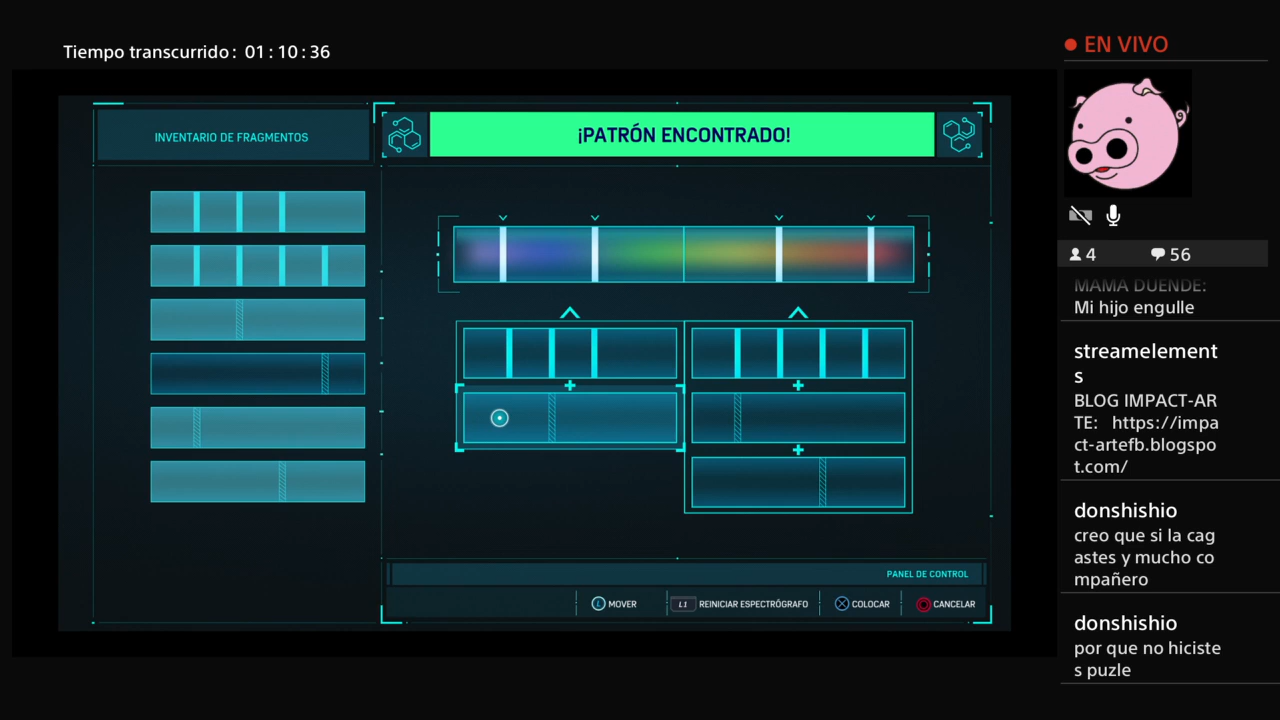 Tiempo transcurrido: 01:10:36
INVENTARIO DE FRAGMENTOS
¡PATRÓN ENCONTRADO!
PANEL DE CONTROL
L MOVER
L1 REINICIAR ESPECTRÓGRAFO
COLOCAR
CANCELAR
EN VIVO
4
56
MAMA DUENDE:
Mi hijo engulle
streamelement
s
BLOG IMPACT-AR
TE: https://impa
ct-artefb.blogspo
t.com/
donshishio
creo que si la cag
astes y mucho co
mpañero
donshishio
por que no hiciste
s puzle